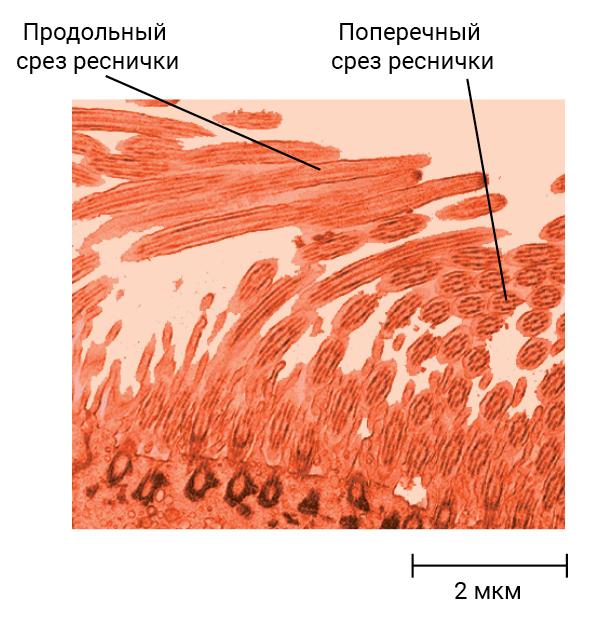 Продольный
срез реснички
Поперечный
срез реснички
2 мкм